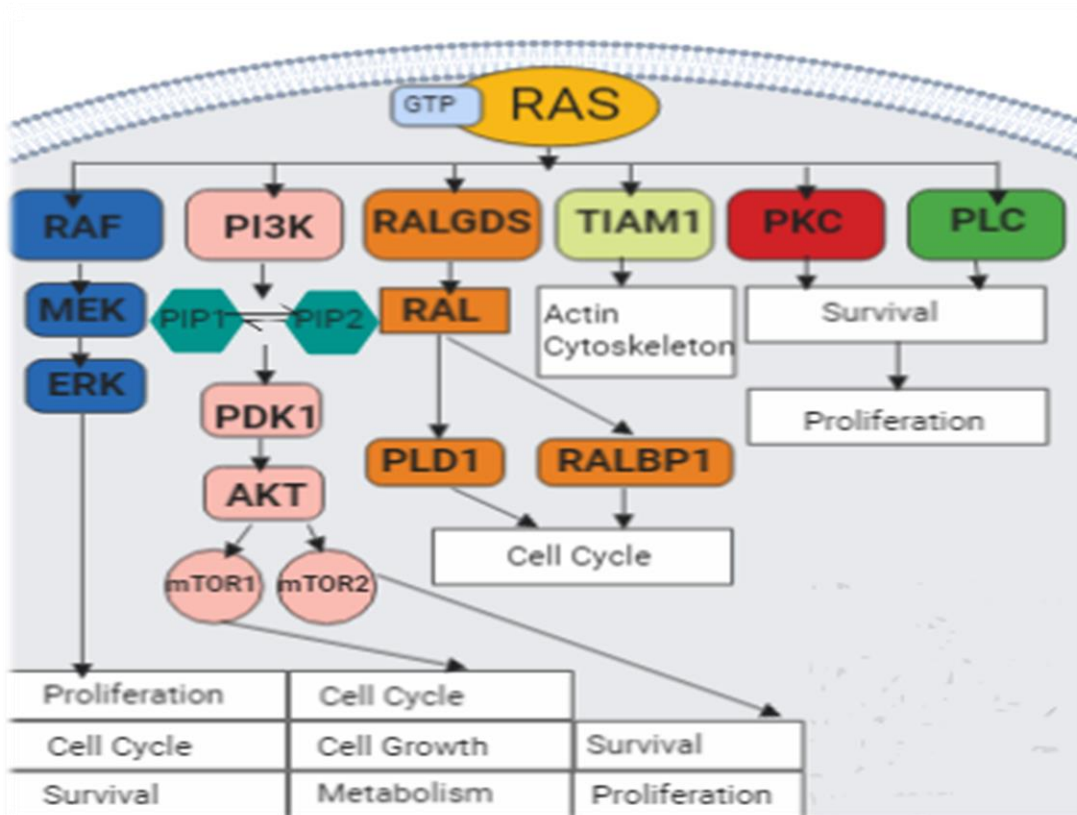 GTP
RAS
RAF
PI3K
RALGDS
TIAM1
PKC
PLC
MEK
PIP1
PIP2
RAL
Actin
Cytoskeleton
Survival
ERK
PDK1
Proliferation
AKT
PLD1
RALBP1
Cell Cycle
mTOR1
mTOR2
Proliferation
Cell Cycle
Cell Cycle
Cell Growth
Survival
Survival
Metabolism
Proliferation